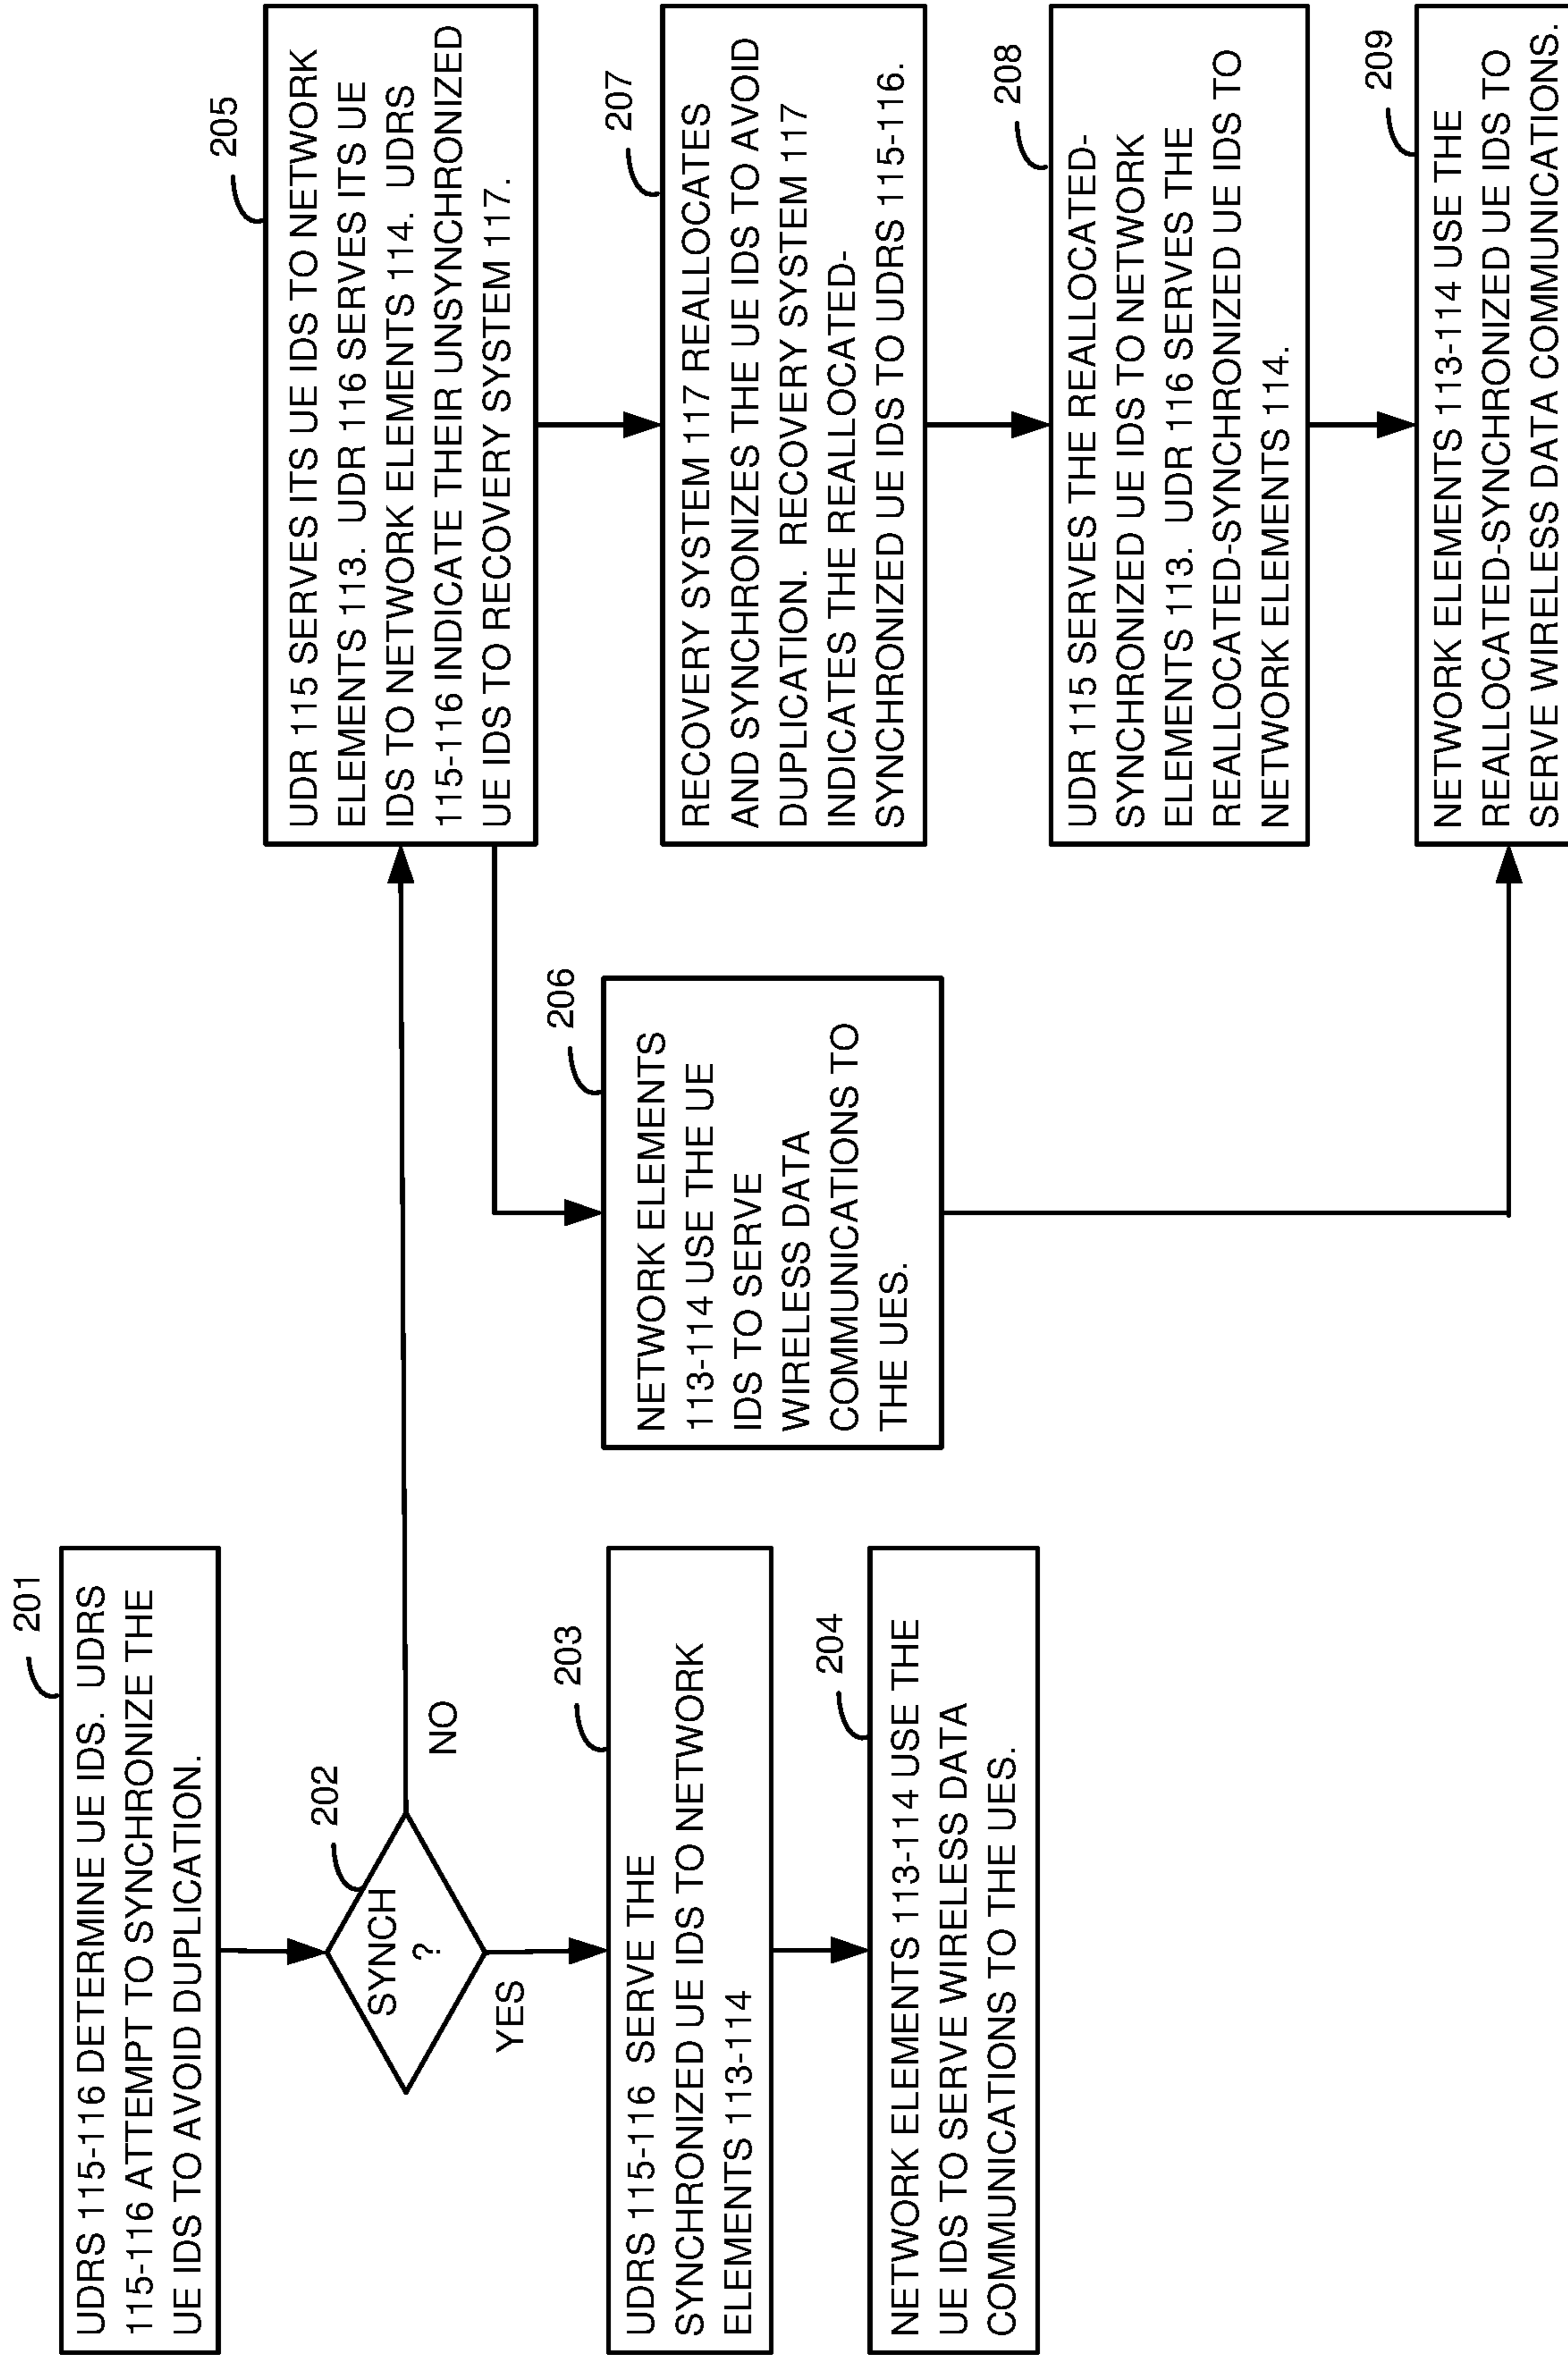 201
UDRS 115-116 DETERMINE UE IDS. UDRS
115-116 ATTEMPT TO SYNCHRONIZE THE
UE IDS TO AVOID DUPLICATION.
202
SYNCH
?
NO
YES
203
UDRS 115-116 SERVE THE
SYNCHRONIZED UE IDS TO NETWORK
ELEMENTS 113-114
204
NETWORK ELEMENTS 113-114 USE THE
UE IDS TO SERVE WIRELESS DATA
COMMUNICATIONS TO THE UES.
205
UDR 115 SERVES ITS UE IDS TO NETWORK
ELEMENTS 113. UDR 116 SERVES ITS UE
IDS TO NETWORK ELEMENTS 114. UDRS
115-116 INDICATE THEIR UNSYNCHRONIZED
UE IDS TO RECOVERY SYSTEM 117.
206
NETWORK ELEMENTS
113-114 USE THE UE
IDS TO SERVE
WIRELESS DATA
COMMUNICATIONS TO
THE UES.
207
RECOVERY SYSTEM 117 REALLOCATES
AND SYNCHRONIZES THE UE IDS TO AVOID
DUPLICATION. RECOVERY SYSTEM 117
INDICATES THE REALLOCATED-
SYNCHRONIZED UE IDS TO UDRS 115-116.
208
UDR 115 SERVES THE REALLOCATED-
SYNCHRONIZED UE IDS TO NETWORK
ELEMENTS 113. UDR 116 SERVES THE
REALLOCATED-SYNCHRONIZED UE IDS TO
NETWORK ELEMENTS 114.
209
NETWORK ELEMENTS 113-114 USE THE
REALLOCATED-SYNCHRONIZED UE IDS TO
SERVE WIRELESS DATA COMMUNICATIONS.